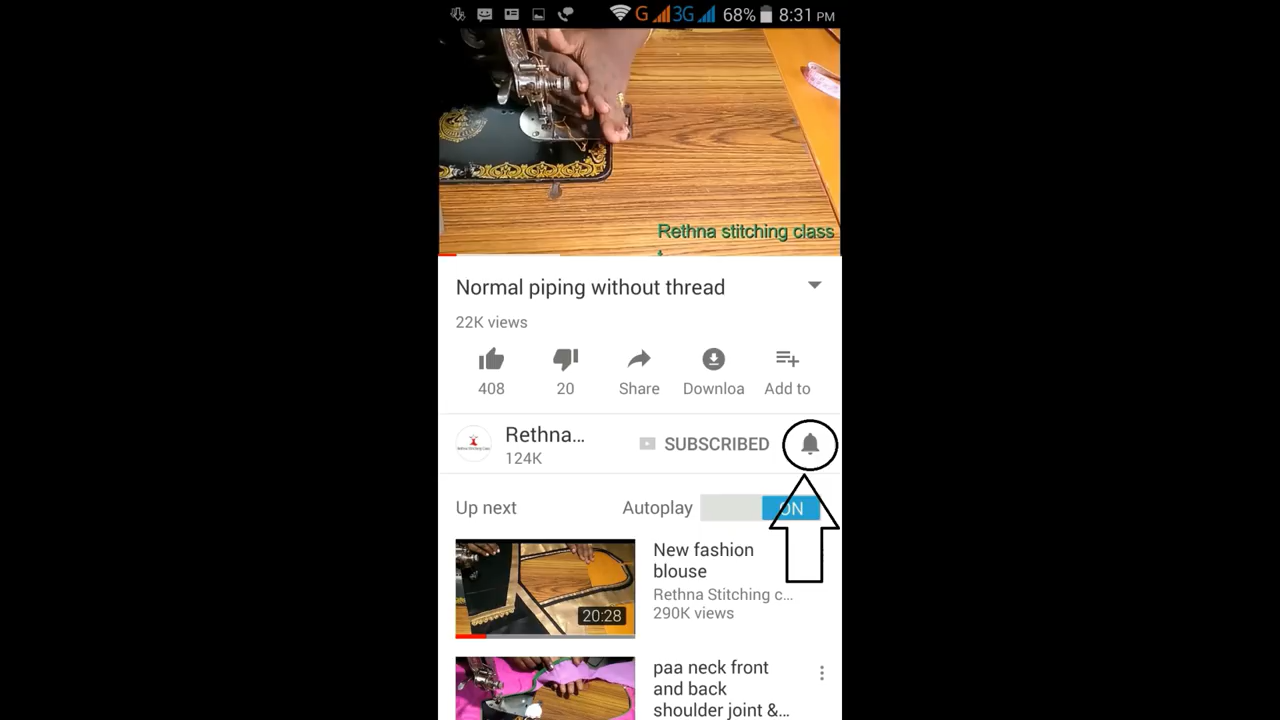 G 3G 68% 8:31 PM
Rethna stitching class
Normal piping without thread
22K views
408 20 Share Downloa Add to
Rethna… SUBSCRIBED
124K
Up next Autoplay ON
New fashion
blouse
Rethna Stitching c…
290K views
20:28
paa neck front
and back
shoulder joint &…